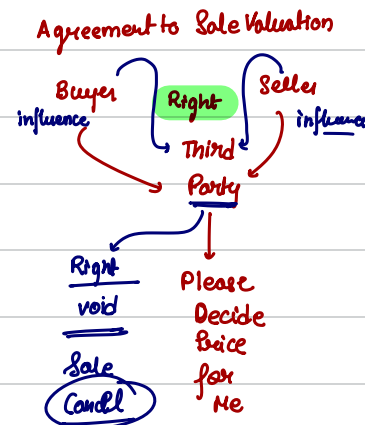 Agreement to Sale Valuation
Buyer Right Seller
influence influence
Third
Party
Right Please
void Decide
Price
Sale for
Cancel Me